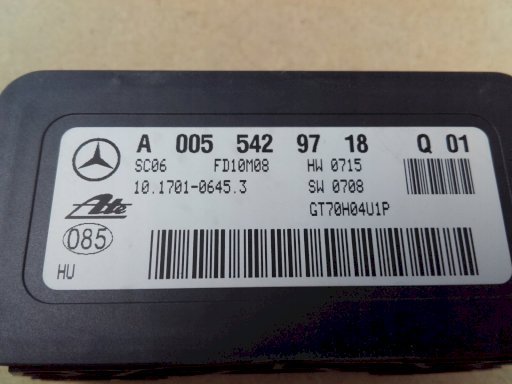 A 005 542 97 18 Q 01
SC06 FD10M08 HW 0715
10.1701-0645.3 SW 0708
Ate GT70H04U1P
085
HU